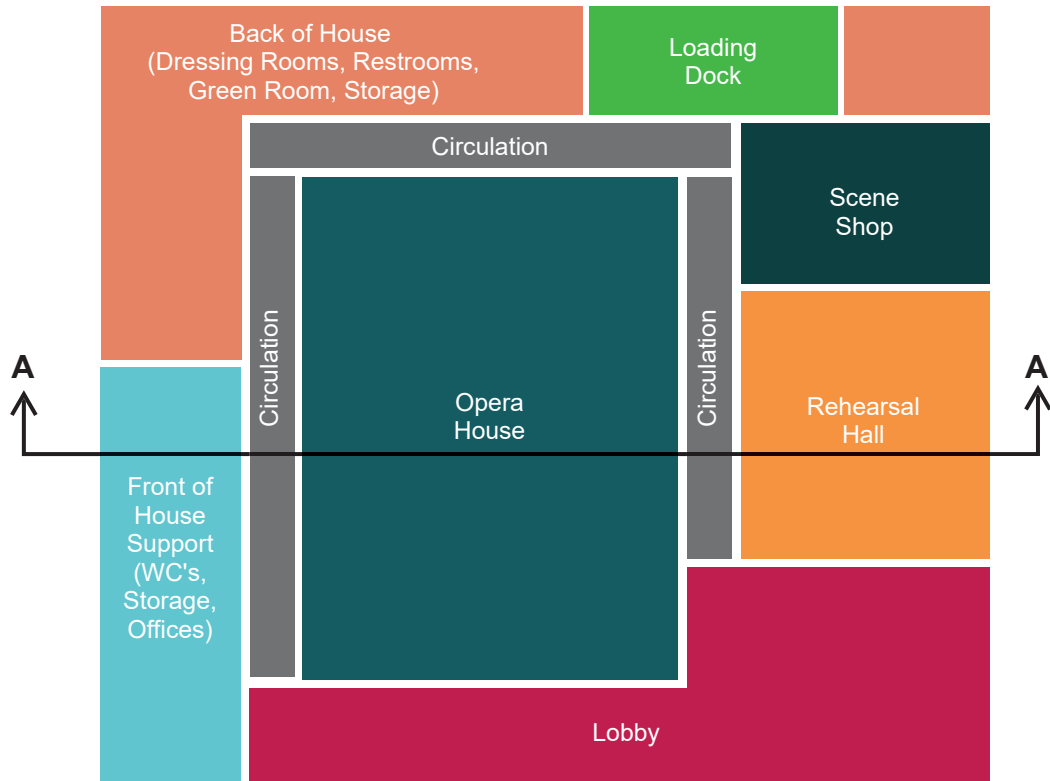 Back of House
(Dressing Rooms, Restrooms,
Green Room, Storage)
Loading
Dock
Circulation
Scene
Shop
Circulation
Opera
House
Circulation
Rehearsal
Hall
A
A
Front of
House
Support
(WC's,
Storage,
Offices)
Lobby